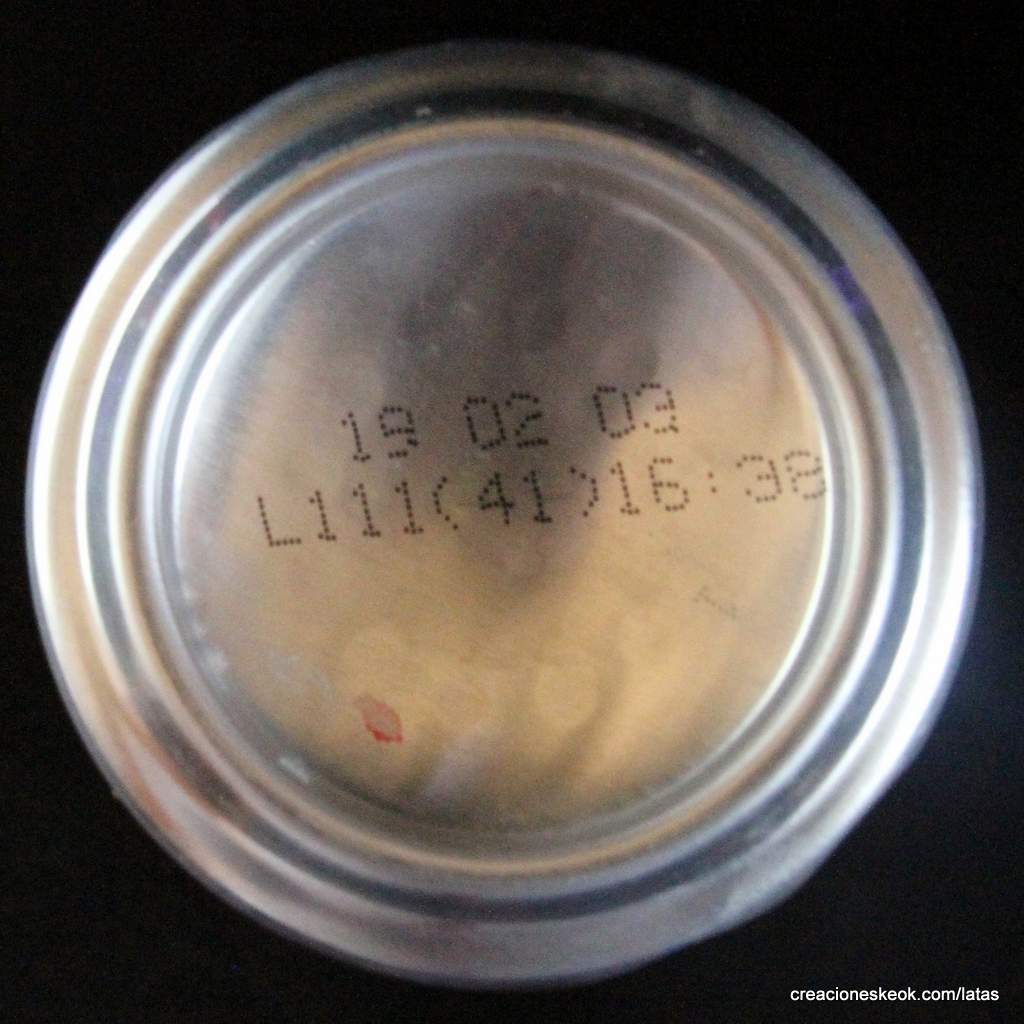 19 02 03
L111(41)16:38
creacioneskeok.com/latas